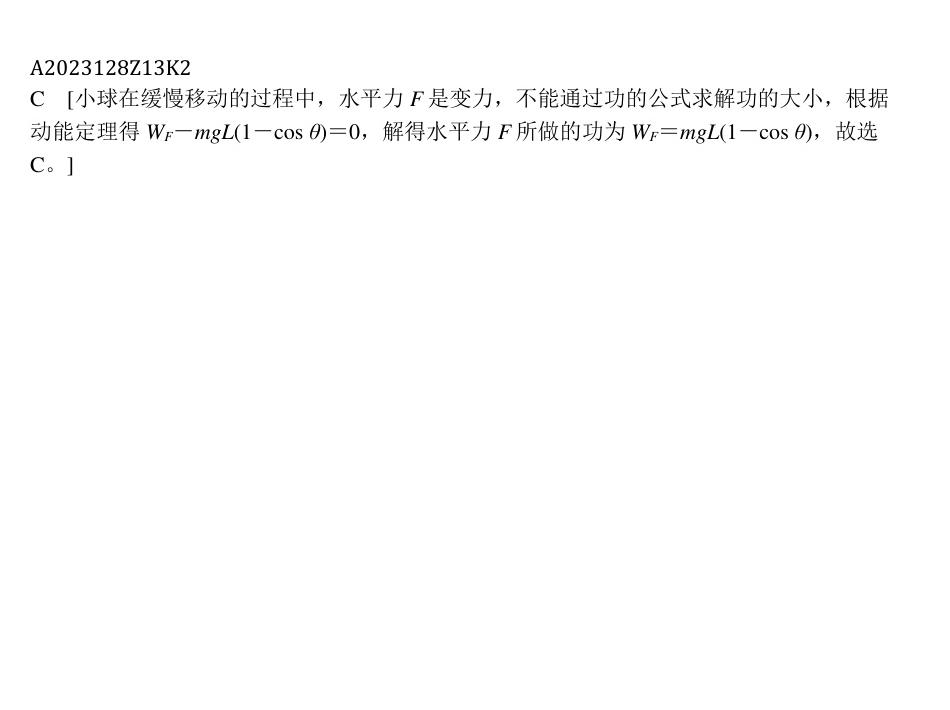 A2023128Z13K2
C　[小球在缓慢移动的过程中，水平力 F 是变力，不能通过功的公式求解功的大小，根据
动能定理得 W_F－mgL(1－cos θ)＝0，解得水平力 F 所做的功为 W_F＝mgL(1－cos θ)，故选
C。]